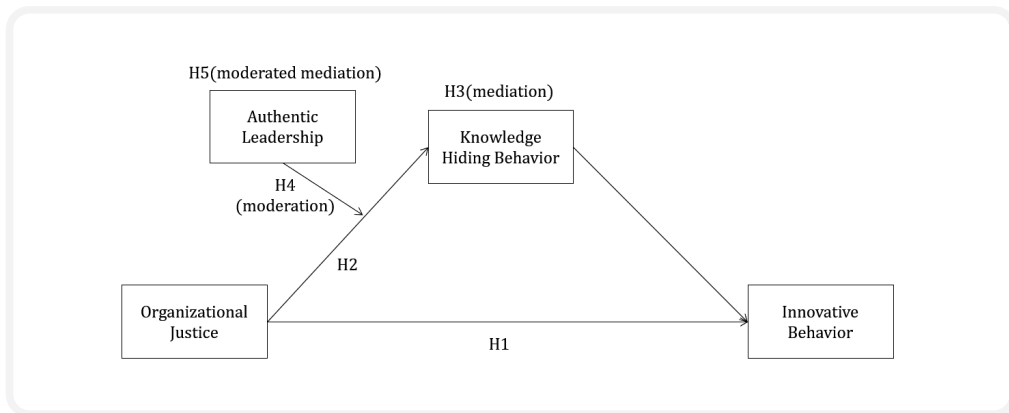 H5(moderated mediation)
Authentic
Leadership
H3(mediation)
Knowledge
Hiding Behavior
H4
(moderation)
H2
Organizational
Justice
Innovative
Behavior
H1